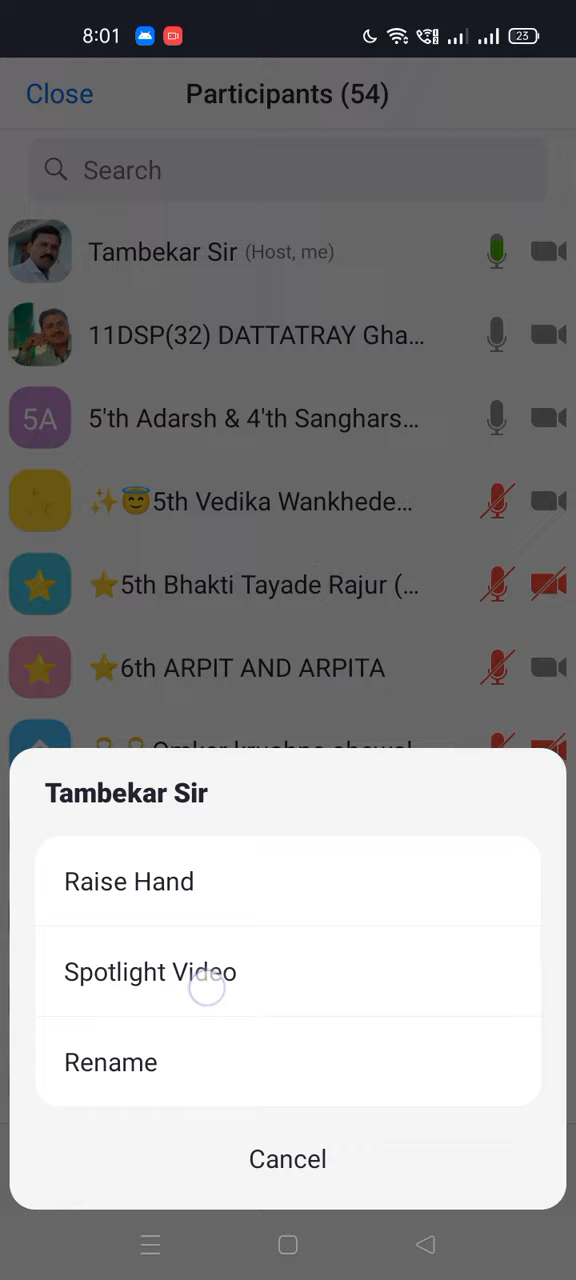 8:01
23
Close
Participants (54)
Search
Tambekar Sir (Host, me)
11DSP(32) DATTATRAY Gha...
5A
5'th Adarsh & 4'th Sanghars...
✨😇5th Vedika Wankhede...
⭐5th Bhakti Tayade Rajur (...
⭐6th ARPIT AND ARPITA
Tambekar Sir
Raise Hand
Spotlight Video
Rename
Cancel